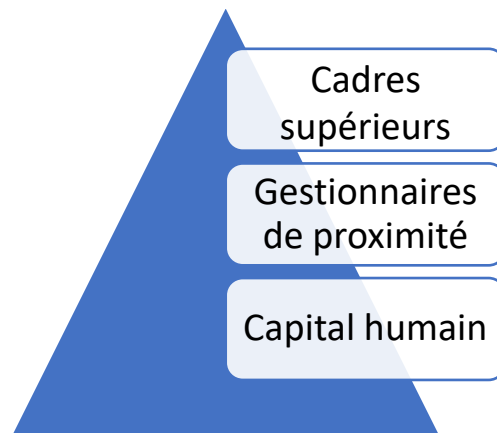 Cadres
supérieurs
Gestionnaires
de proximité
Capital humain